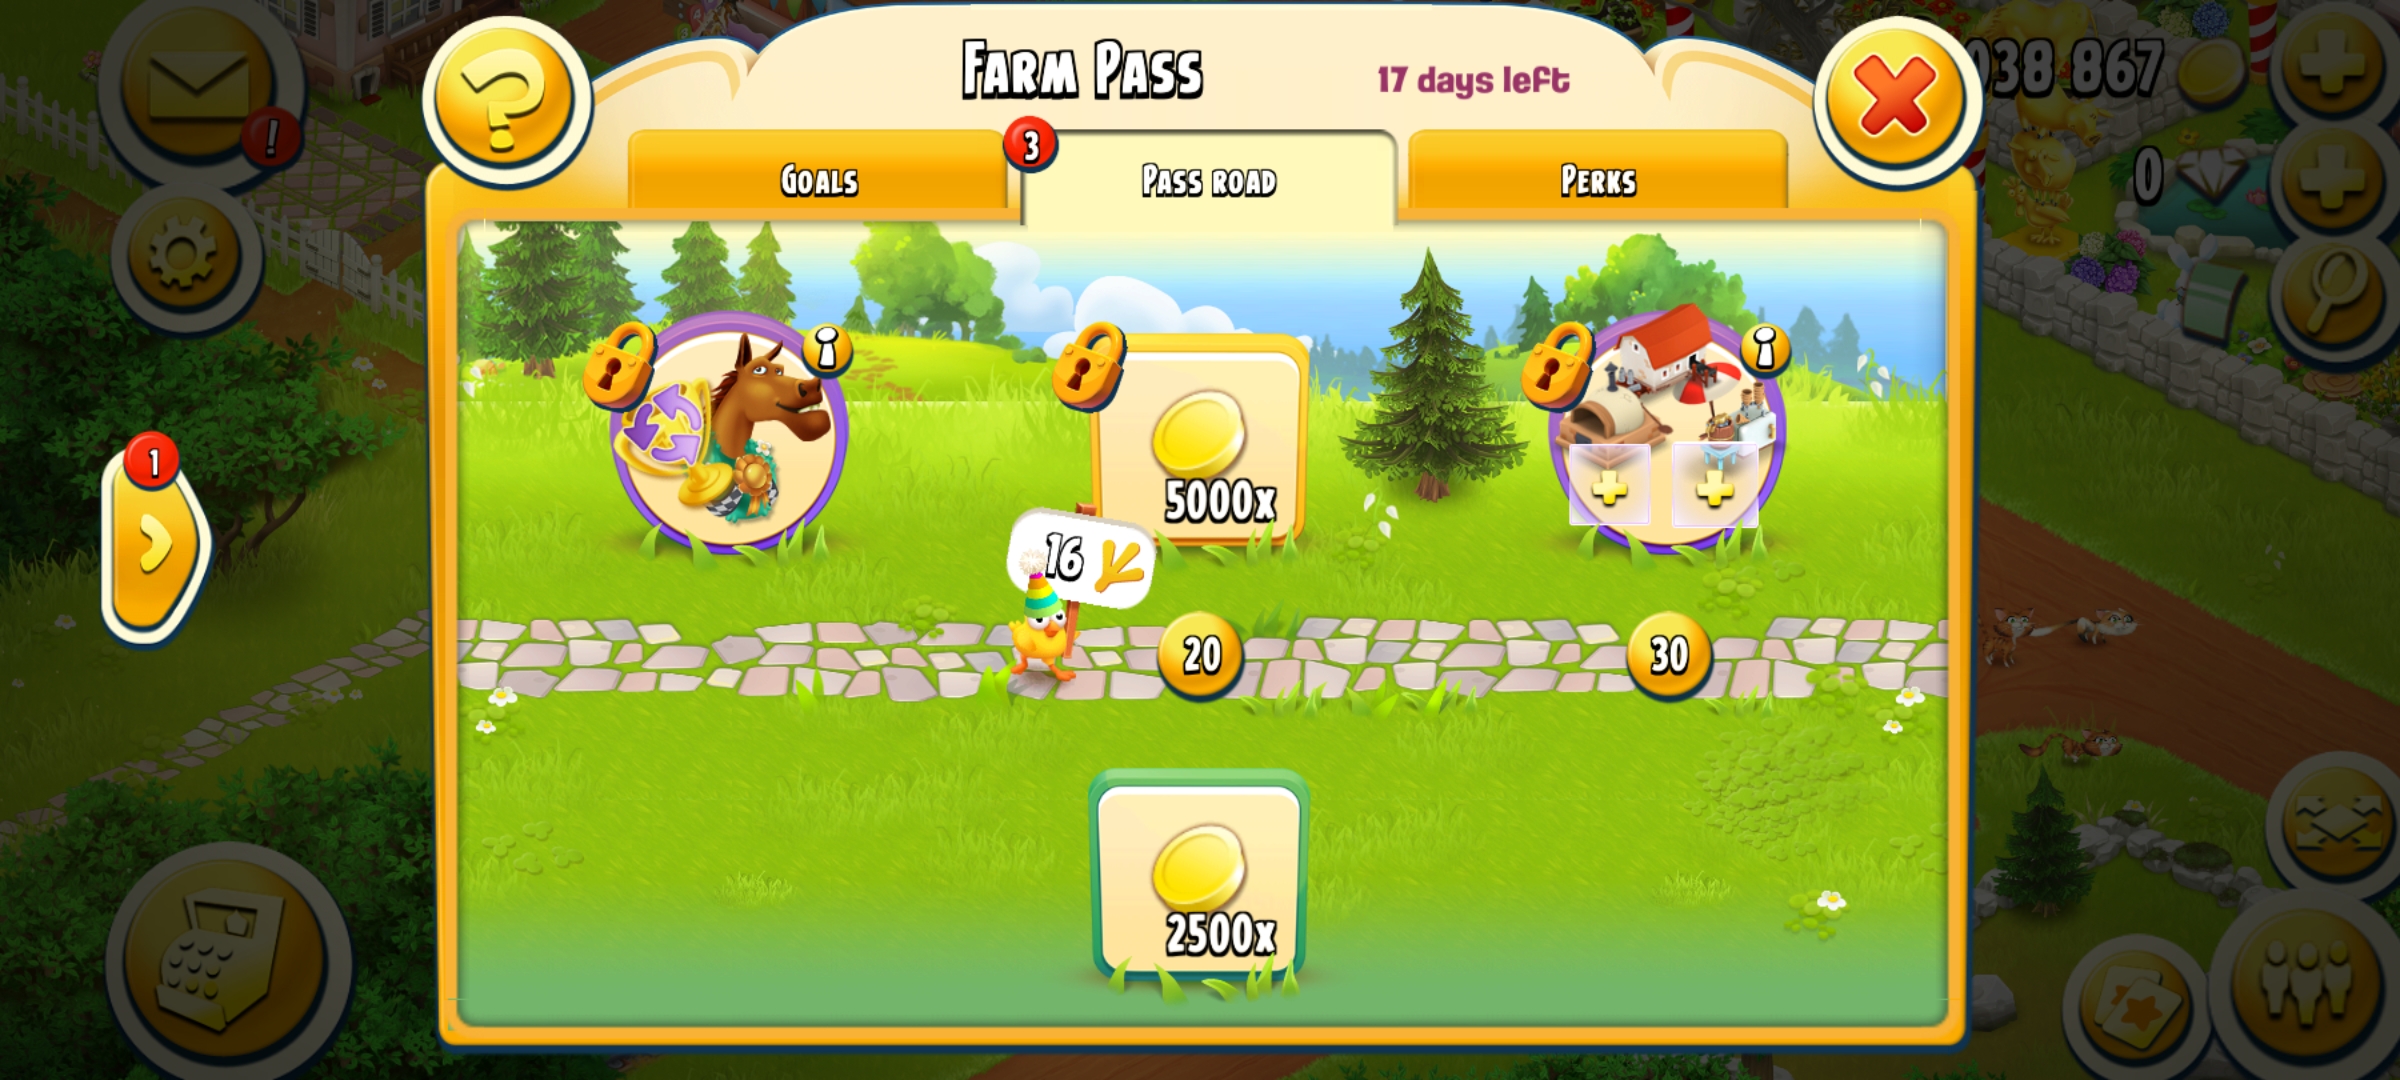 FARM PASS
17 days left
038 867
!
3
GOALS
PASS ROAD
PERKS
0
1
5000x
16
20
30
2500x